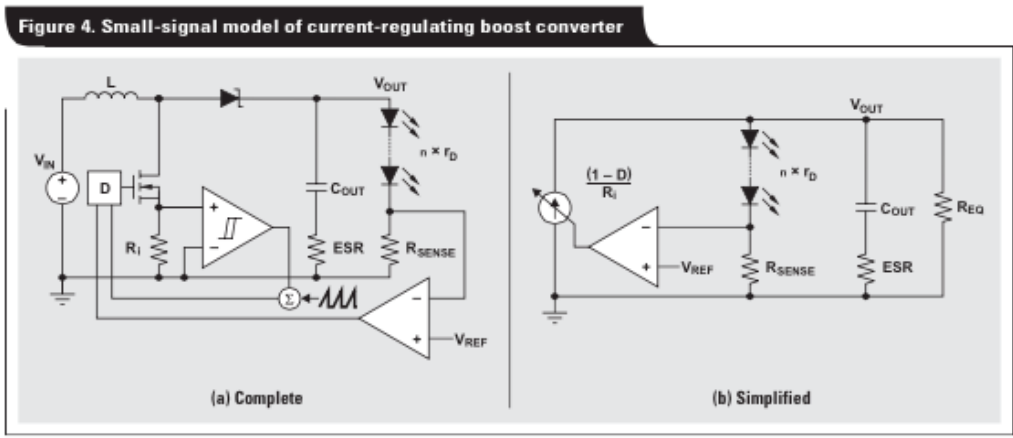 Figure 4. Small-signal model of current-regulating boost converter
L
VOUT
VIN
+
–
D
n × rD
+
–
COUT
Ri
ESR
RSENSE
Σ
–
+
VREF
(a) Complete
VOUT
n × rD
(1 – D)
Ri
–
+
VREF
COUT
REQ
RSENSE
ESR
(b) Simplified